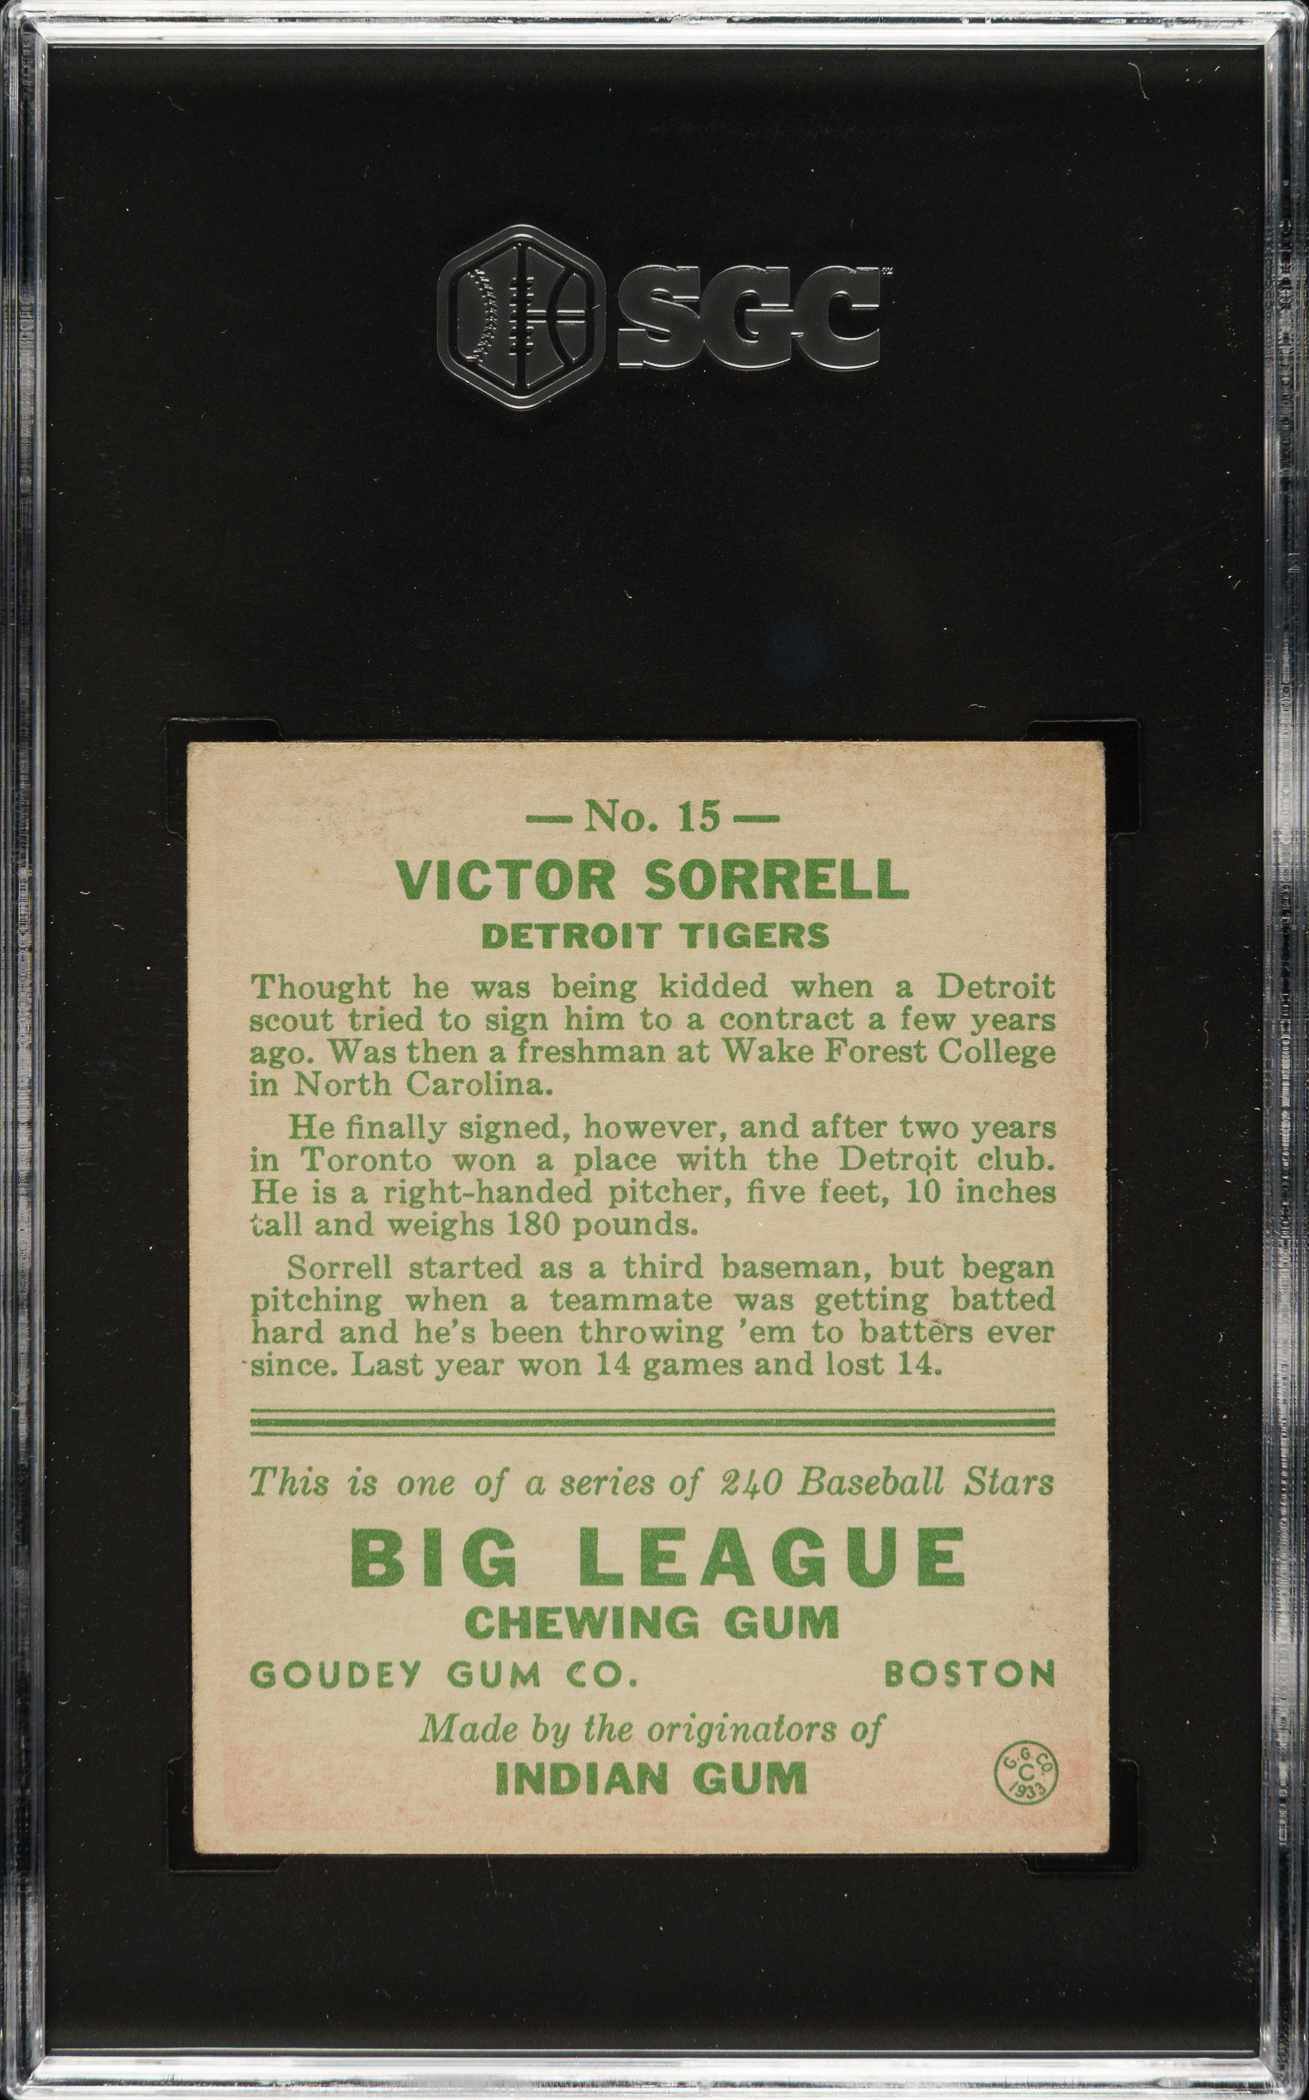 SGC
— No. 15 —
VICTOR SORRELL
DETROIT TIGERS
Thought he was being kidded when a Detroit
scout tried to sign him to a contract a few years
ago. Was then a freshman at Wake Forest College
in North Carolina.
He finally signed, however, and after two years
in Toronto won a place with the Detroit club.
He is a right-handed pitcher, five feet, 10 inches
tall and weighs 180 pounds.
Sorrell started as a third baseman, but began
pitching when a teammate was getting batted
hard and he's been throwing 'em to batters ever
since. Last year won 14 games and lost 14.
This is one of a series of 240 Baseball Stars
BIG LEAGUE
CHEWING GUM
GOUDEY GUM CO. BOSTON
Made by the originators of
INDIAN GUM
G. G. CO.
C
1933